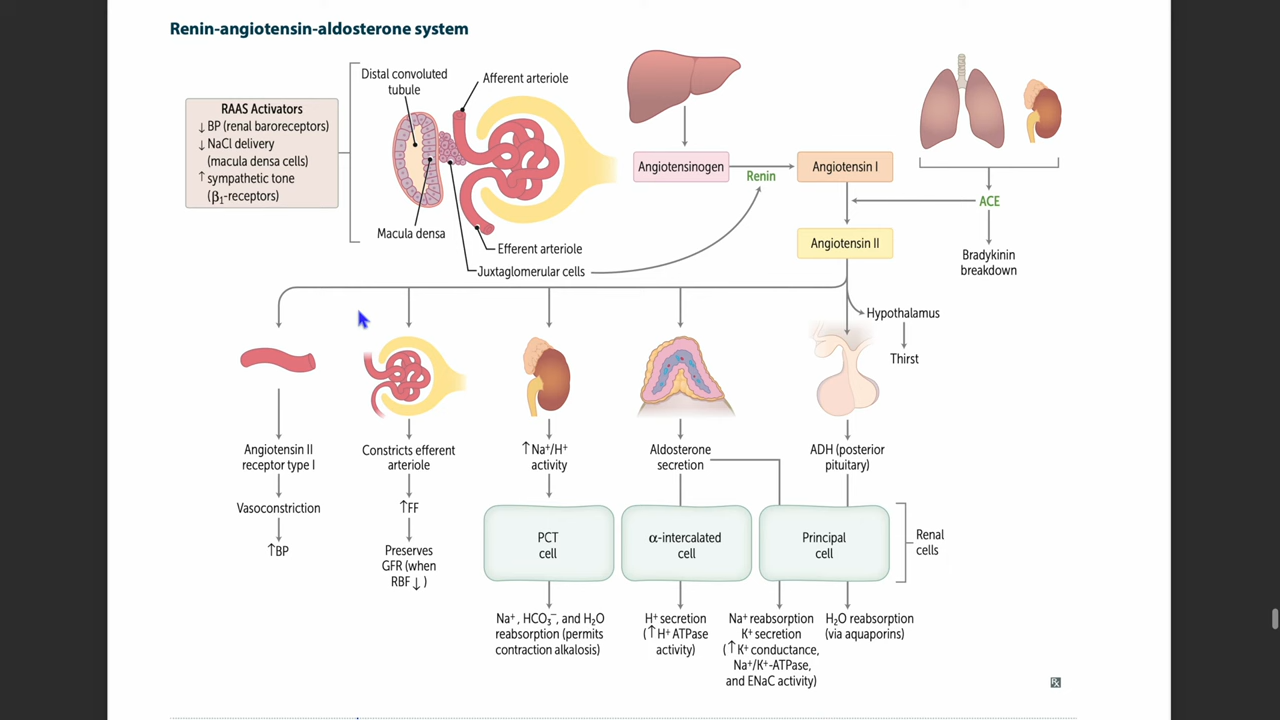 Renin-angiotensin-aldosterone system
RAAS Activators
↓ BP (renal baroreceptors)
↓ NaCl delivery
(macula densa cells)
↑ sympathetic tone
(β₁-receptors)
Distal convoluted
tubule
Afferent arteriole
Macula densa
Efferent arteriole
Juxtaglomerular cells
Angiotensinogen
Renin
Angiotensin I
ACE
Angiotensin II
Bradykinin
breakdown
Hypothalamus
Thirst
Angiotensin II
receptor type I
Vasoconstriction
↑BP
Constricts efferent
arteriole
↑FF
Preserves
GFR (when
RBF ↓ )
↑Na⁺/H⁺
activity
PCT
cell
Na⁺, HCO₃⁻, and H₂O
reabsorption (permits
contraction alkalosis)
Aldosterone
secretion
α-intercalated
cell
H⁺ secretion
(↑H⁺ ATPase
activity)
ADH (posterior
pituitary)
Principal
cell
Na⁺ reabsorption
K⁺ secretion
(↑K⁺ conductance,
Na⁺/K⁺-ATPase,
and ENaC activity)
H₂O reabsorption
(via aquaporins)
Renal
cells
℞